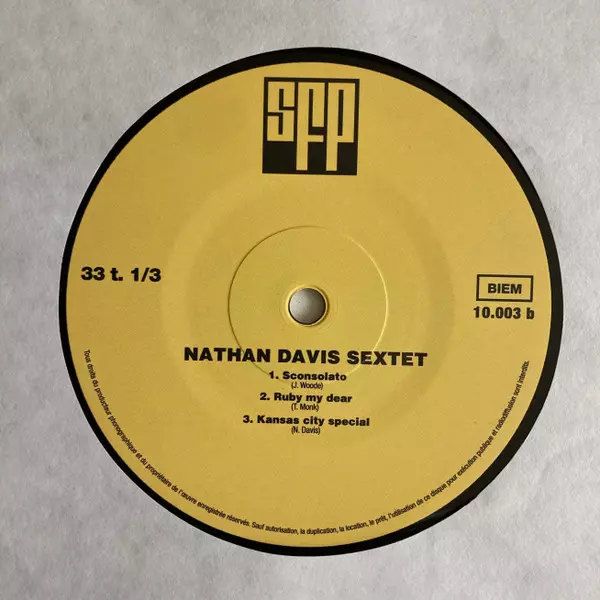 SFP
33 t. 1/3
BIEM
10.003 b
NATHAN DAVIS SEXTET
1. Sconsolato
(J. Woode)
2. Ruby my dear
(T. Monk)
3. Kansas city special
(N. Davis)
Tous droits du producteur phonographique et du propriétaire de l'œuvre enregistrée réservés. Sauf autorisation, la duplication, la location, le prêt, l'utilisation de ce disque pour exécution publique et radiodiffusion sont interdits.